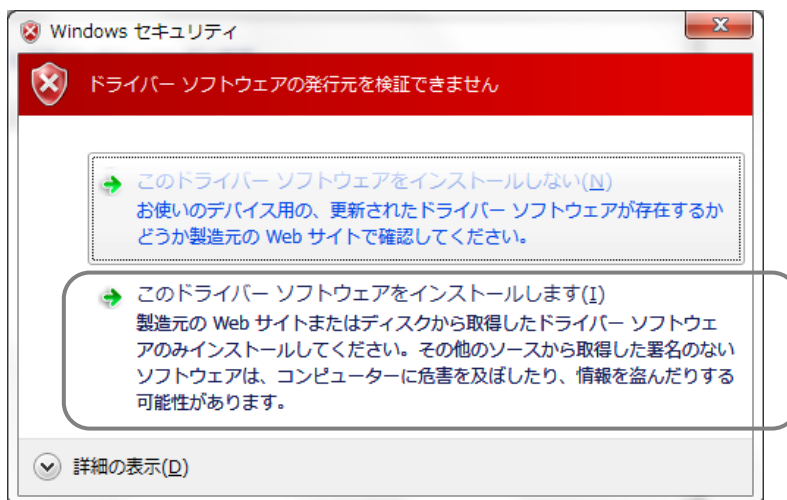 Windows セキュリティ
ドライバー ソフトウェアの発行元を検証できません
このドライバー ソフトウェアをインストールしない(N)
お使いのデバイス用の、更新されたドライバー ソフトウェアが存在するか
どうか製造元の Web サイトで確認してください。
このドライバー ソフトウェアをインストールします(I)
製造元の Web サイトまたはディスクから取得したドライバー ソフトウェ
アのみインストールしてください。その他のソースから取得した署名のない
ソフトウェアは、コンピューターに危害を及ぼしたり、情報を盗んだりする
可能性があります。
詳細の表示(D)